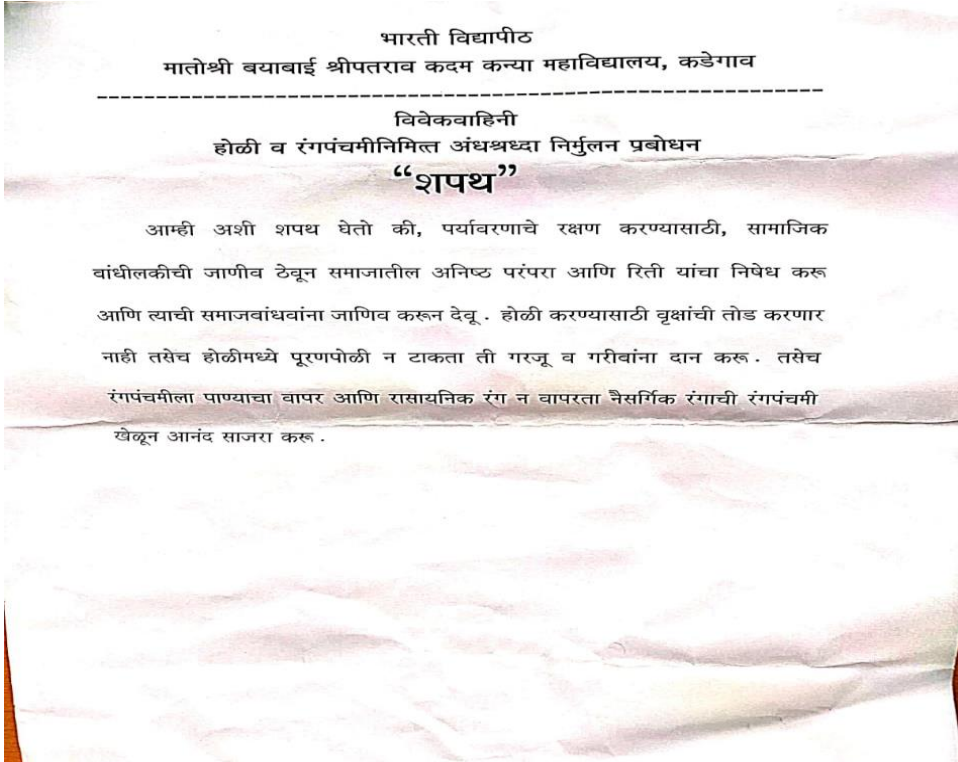 भारती विद्यापीठ
मातोश्री बयाबाई श्रीपतराव कदम कन्या महाविद्यालय, कडेगाव
विवेकवाहिनी
होळी व रंगपंचमीनिमित्त अंधश्रध्दा निर्मुलन प्रबोधन
“शपथ”
आम्ही अशी शपथ घेतो की, पर्यावरणाचे रक्षण करण्यासाठी, सामाजिक
बांधीलकीची जाणीव ठेवून समाजातील अनिष्ठ परंपरा आणि रिती यांचा निषेध करू
आणि त्याची समाजबांधवांना जाणिव करून देवू . होळी करण्यासाठी वृक्षांची तोड करणार
नाही तसेच होळीमध्ये पूरणपोळी न टाकता ती गरजू व गरीबांना दान करू . तसेच
रंगपंचमीला पाण्याचा वापर आणि रासायनिक रंग न वापरता नैसर्गिक रंगाची रंगपंचमी
खेळून आनंद साजरा करू .